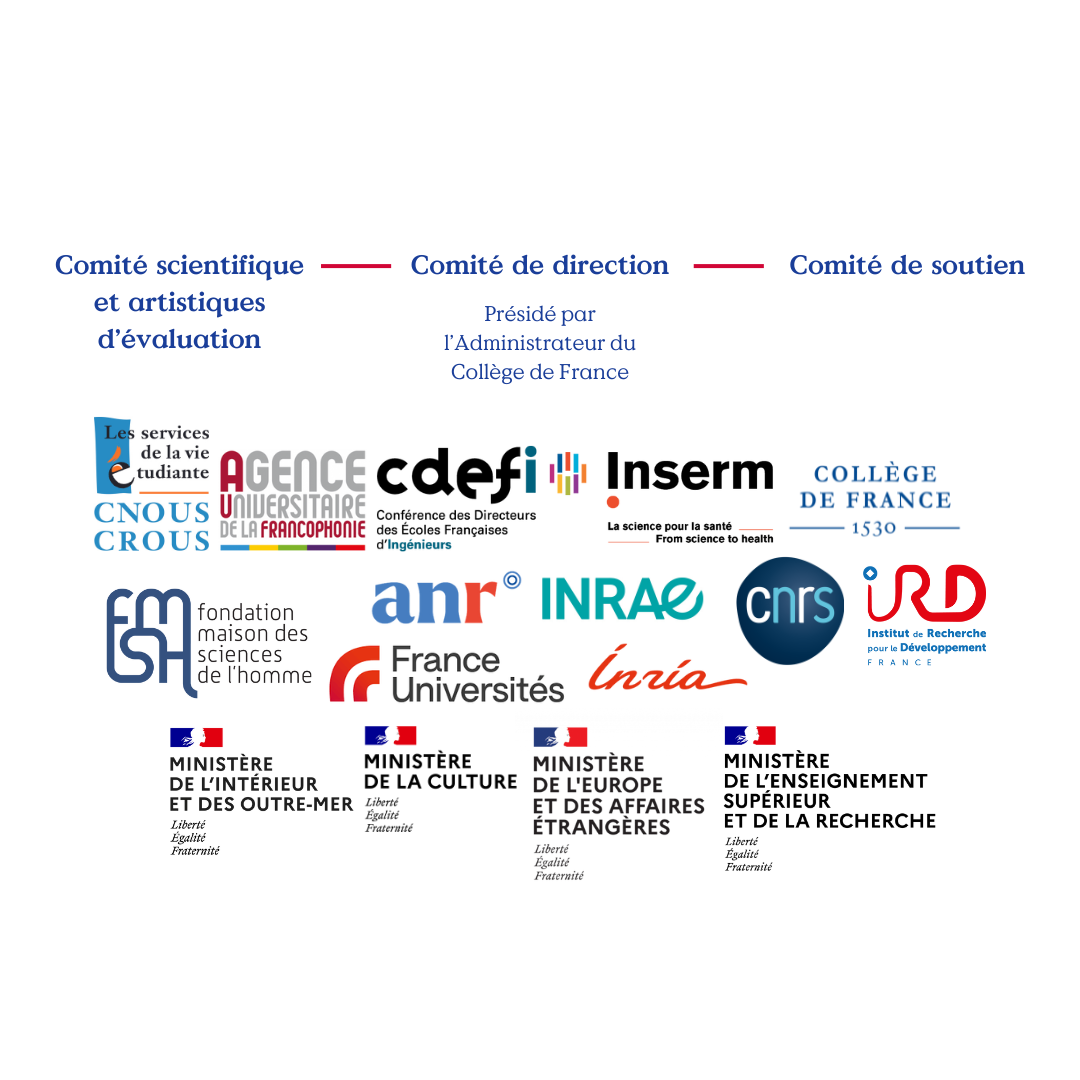 Comité scientifique
et artistiques
d'évaluation
Comité de direction
Présidé par
l'Administrateur du
Collège de France
Comité de soutien
Les services
de la vie
étudiante
CNOUS
CROUS
AGENCE
UNIVERSITAIRE
DE LA FRANCOPHONIE
cdefi
Conférence des Directeurs
des Écoles Françaises
d'Ingénieurs
Inserm
La science pour la santé
From science to health
COLLÈGE
DE FRANCE
1530
FMSH
fondation
maison des
sciences
de l'homme
anr
INRAE
cnrs
iRD
Institut de Recherche
pour le Développement
FRANCE
France
Universités
Inría
MINISTÈRE
DE L'INTÉRIEUR
ET DES OUTRE-MER
Liberté
Égalité
Fraternité
MINISTÈRE
DE LA CULTURE
Liberté
Égalité
Fraternité
MINISTÈRE
DE L'EUROPE
ET DES AFFAIRES
ÉTRANGÈRES
Liberté
Égalité
Fraternité
MINISTÈRE
DE L'ENSEIGNEMENT
SUPÉRIEUR
ET DE LA RECHERCHE
Liberté
Égalité
Fraternité